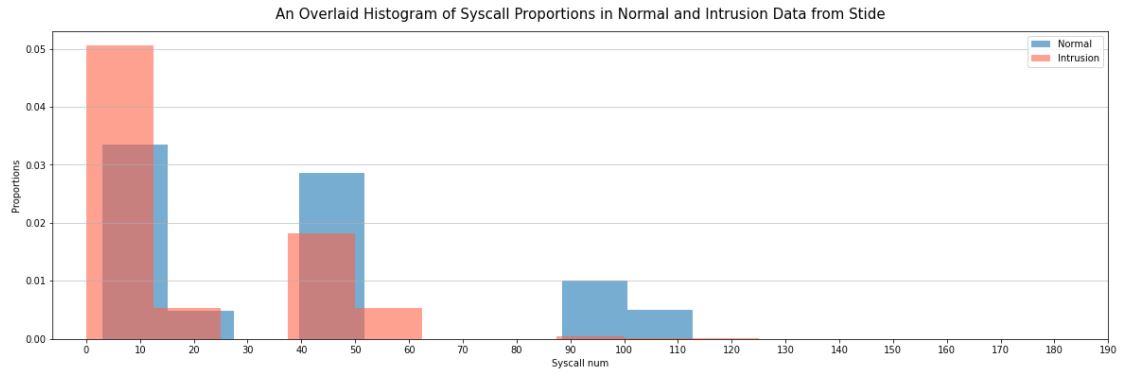 An Overlaid Histogram of Syscall Proportions in Normal and Intrusion Data from Stide
Normal
Intrusion
0.05
0.04
0.03
0.02
0.01
0.00
Proportions
0 10 20 30 40 50 60 70 80 90 100 110 120 130 140 150 160 170 180 190
Syscall num